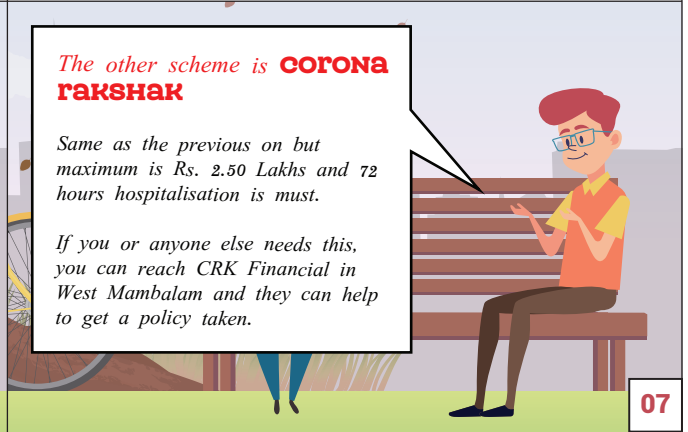 The other scheme is corona
rakshak
Same as the previous on but
maximum is Rs. 2.50 Lakhs and 72
hours hospitalisation is must.
If you or anyone else needs this,
you can reach CRK Financial in
West Mambalam and they can help
to get a policy taken.
07